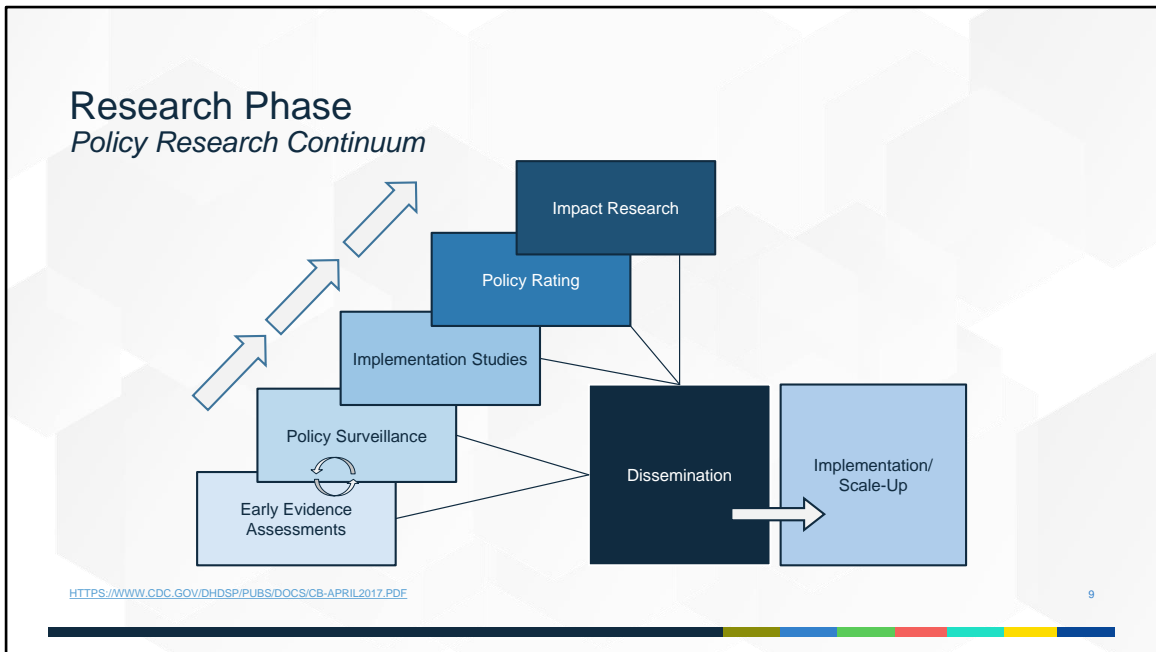 Research Phase
Policy Research Continuum
Impact Research
Policy Rating
Implementation Studies
Policy Surveillance
Early Evidence
Assessments
Dissemination
Implementation/
Scale-Up
HTTPS://WWW.CDC.GOV/DHDSP/PUBS/DOCS/CB-APRIL2017.PDF
9